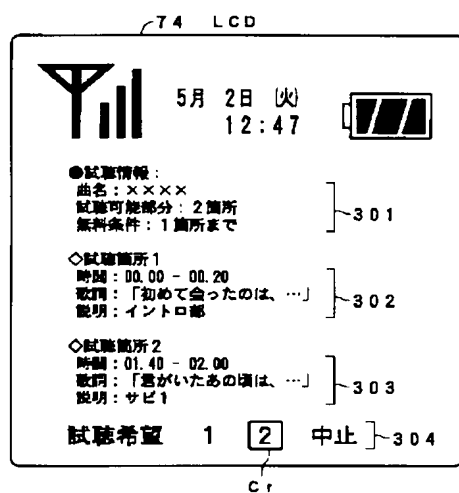 74 LCD
5月 2日 (火)
12:47
●試聴情報:
曲名:××××
試聴可能部分:2箇所
無料条件:1箇所まで
301
◇試聴箇所1
時間:00.00 - 00.20
歌詞:「初めて会ったのは、…」
説明:イントロ部
302
◇試聴箇所2
時間:01.40 - 02.00
歌詞:「君がいたあの頃は、…」
説明:サビ1
303
試聴希望 1 2 中止
304
Cr